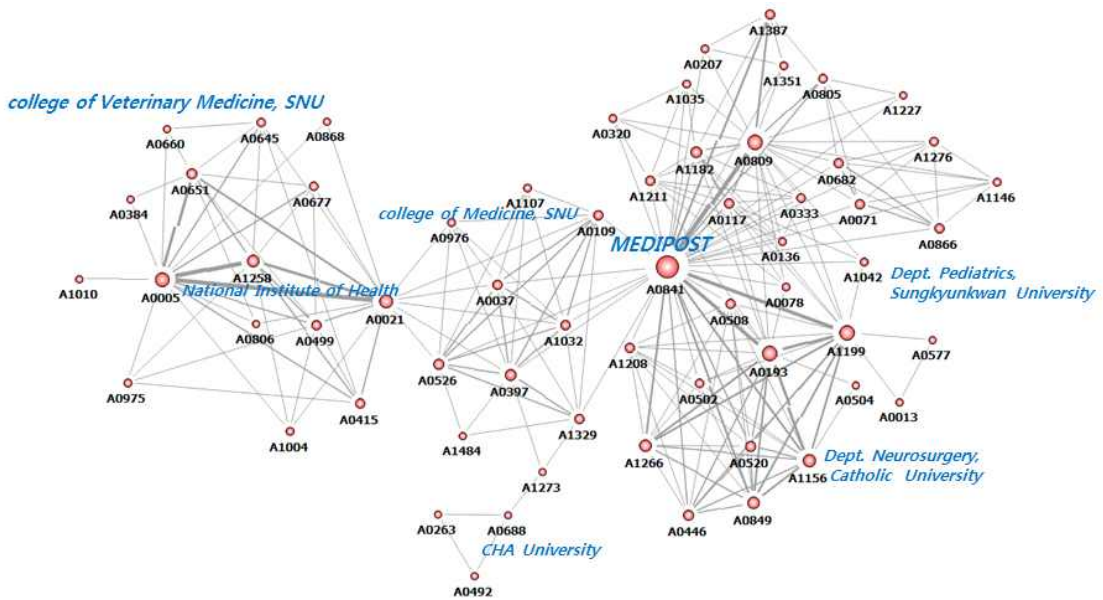 A1387
A0207
A1351
A0805
A1035
A1227
college of Veterinary Medicine, SNU
A0320
A0660
A0645
A0868
A0809
A1276
A1182
A0682
A0651
A0677
A1211
A1146
A0384
A1107
A0117
A0333
A0071
college of Medicine, SNU
A0976
A0109
A0866
MEDIPOST
A0136
A1258
A1042
A1010
A0005
National Institute of Health
A0841
Dept. Pediatrics,
Sungkyunkwan University
A0037
A0078
A0021
A0508
A0806
A0499
A1032
A1199
A0577
A1208
A0193
A0526
A0397
A0975
A0502
A0504
A0013
A0415
A1004
A1484
A1329
A1266
A0520
A1156
Dept. Neurosurgery,
Catholic University
A1273
A0263
A0688
A0446
A0849
CHA University
A0492